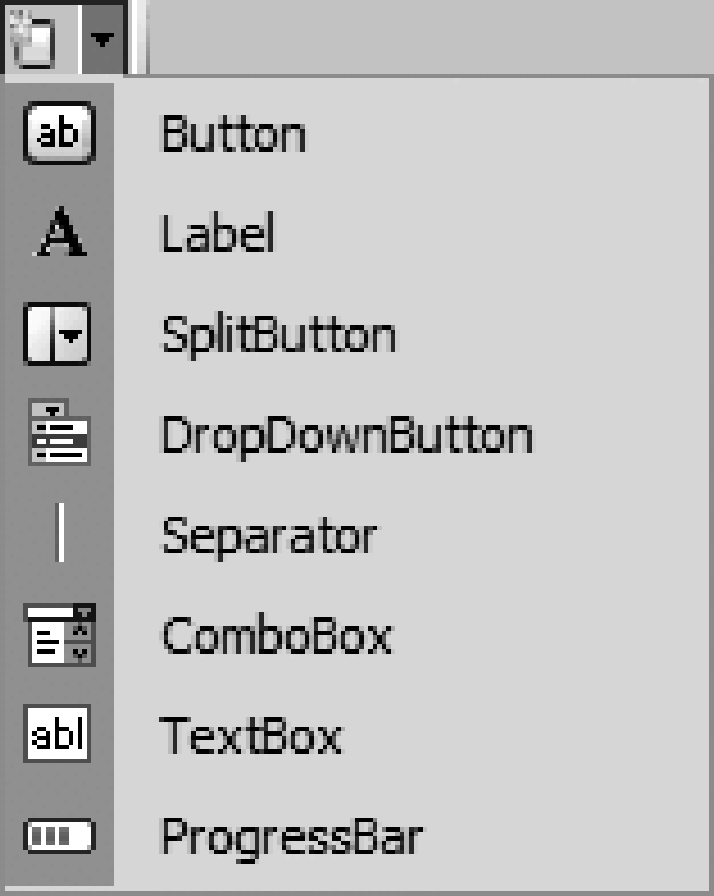 ab Button
A Label
SplitButton
DropDownButton
Separator
ComboBox
abl TextBox
ProgressBar